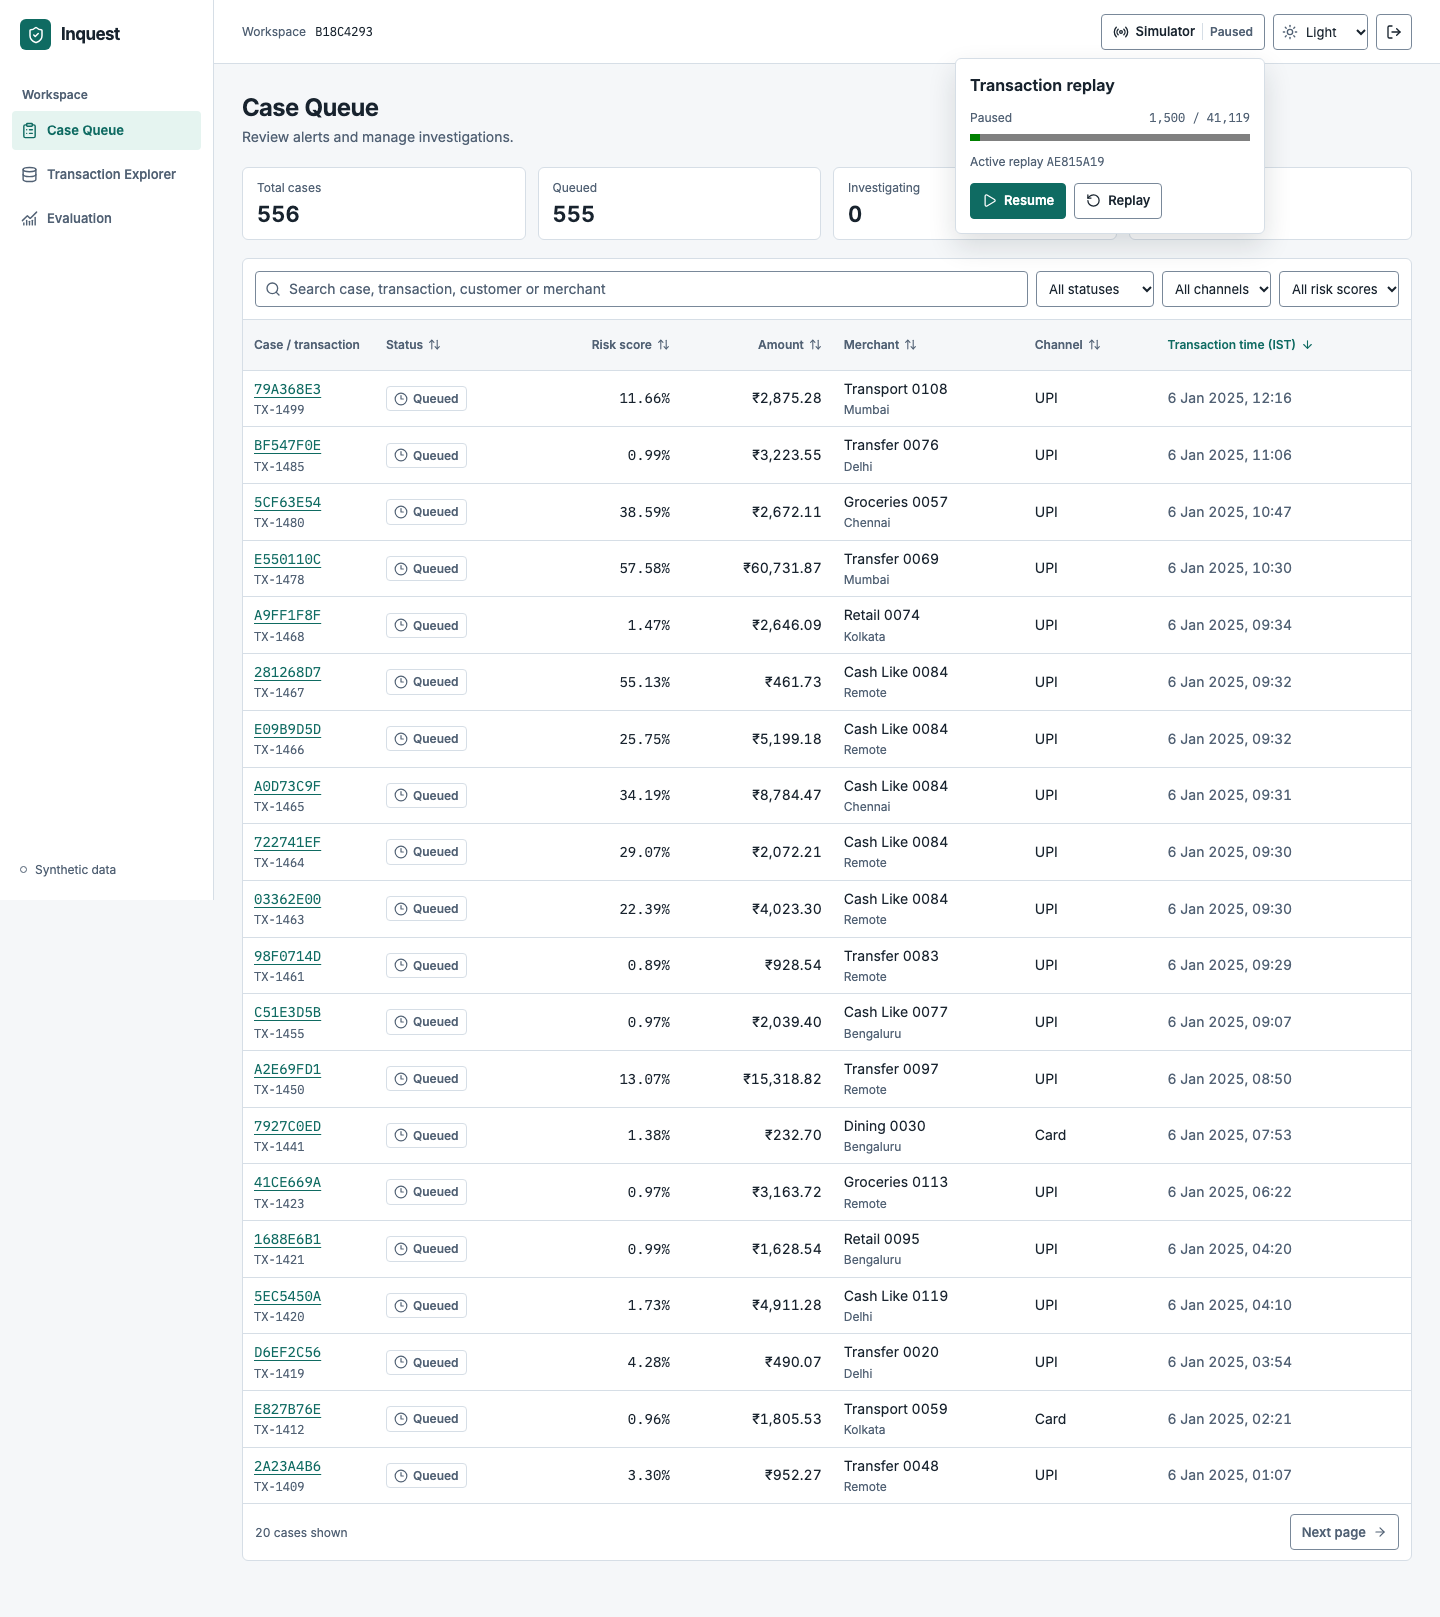 Inquest
Workspace B18C4293
Simulator Paused
Light
Workspace
Case Queue
Transaction Explorer
Evaluation
Synthetic data
Transaction replay
Paused 1,500 / 41,119
Active replay AE815A19
Resume Replay
Case Queue
Review alerts and manage investigations.
Total cases
556
Queued
555
Investigating
0
Search case, transaction, customer or merchant
All statuses
All channels
All risk scores
Case / transaction Status Risk score Amount Merchant Channel Transaction time (IST)
79A368E3 Queued 11.66% ₹2,875.28 Transport 0108 UPI 6 Jan 2025, 12:16
TX-1499 Mumbai
BF547F0E Queued 0.99% ₹3,223.55 Transfer 0076 UPI 6 Jan 2025, 11:06
TX-1485 Delhi
5CF63E54 Queued 38.59% ₹2,672.11 Groceries 0057 UPI 6 Jan 2025, 10:47
TX-1480 Chennai
E550110C Queued 57.58% ₹60,731.87 Transfer 0069 UPI 6 Jan 2025, 10:30
TX-1478 Mumbai
A9FF1F8F Queued 1.47% ₹2,646.09 Retail 0074 UPI 6 Jan 2025, 09:34
TX-1468 Kolkata
281268D7 Queued 55.13% ₹461.73 Cash Like 0084 UPI 6 Jan 2025, 09:32
TX-1467 Remote
E09B9D5D Queued 25.75% ₹5,199.18 Cash Like 0084 UPI 6 Jan 2025, 09:32
TX-1466 Remote
A0D73C9F Queued 34.19% ₹8,784.47 Cash Like 0084 UPI 6 Jan 2025, 09:31
TX-1465 Chennai
722741EF Queued 29.07% ₹2,072.21 Cash Like 0084 UPI 6 Jan 2025, 09:30
TX-1464 Remote
03362E00 Queued 22.39% ₹4,023.30 Cash Like 0084 UPI 6 Jan 2025, 09:30
TX-1463 Remote
98F0714D Queued 0.89% ₹928.54 Transfer 0083 UPI 6 Jan 2025, 09:29
TX-1461 Remote
C51E3D5B Queued 0.97% ₹2,039.40 Cash Like 0077 UPI 6 Jan 2025, 09:07
TX-1455 Bengaluru
A2E69FD1 Queued 13.07% ₹15,318.82 Transfer 0097 UPI 6 Jan 2025, 08:50
TX-1450 Remote
7927C0ED Queued 1.38% ₹232.70 Dining 0030 Card 6 Jan 2025, 07:53
TX-1441 Bengaluru
41CE669A Queued 0.97% ₹3,163.72 Groceries 0113 UPI 6 Jan 2025, 06:22
TX-1423 Remote
1688E6B1 Queued 0.99% ₹1,628.54 Retail 0095 UPI 6 Jan 2025, 04:20
TX-1421 Bengaluru
5EC5450A Queued 1.73% ₹4,911.28 Cash Like 0119 UPI 6 Jan 2025, 04:10
TX-1420 Delhi
D6EF2C56 Queued 4.28% ₹490.07 Transfer 0020 UPI 6 Jan 2025, 03:54
TX-1419 Delhi
E827B76E Queued 0.96% ₹1,805.53 Transport 0059 Card 6 Jan 2025, 02:21
TX-1412 Kolkata
2A23A4B6 Queued 3.30% ₹952.27 Transfer 0048 UPI 6 Jan 2025, 01:07
TX-1409 Remote
20 cases shown
Next page